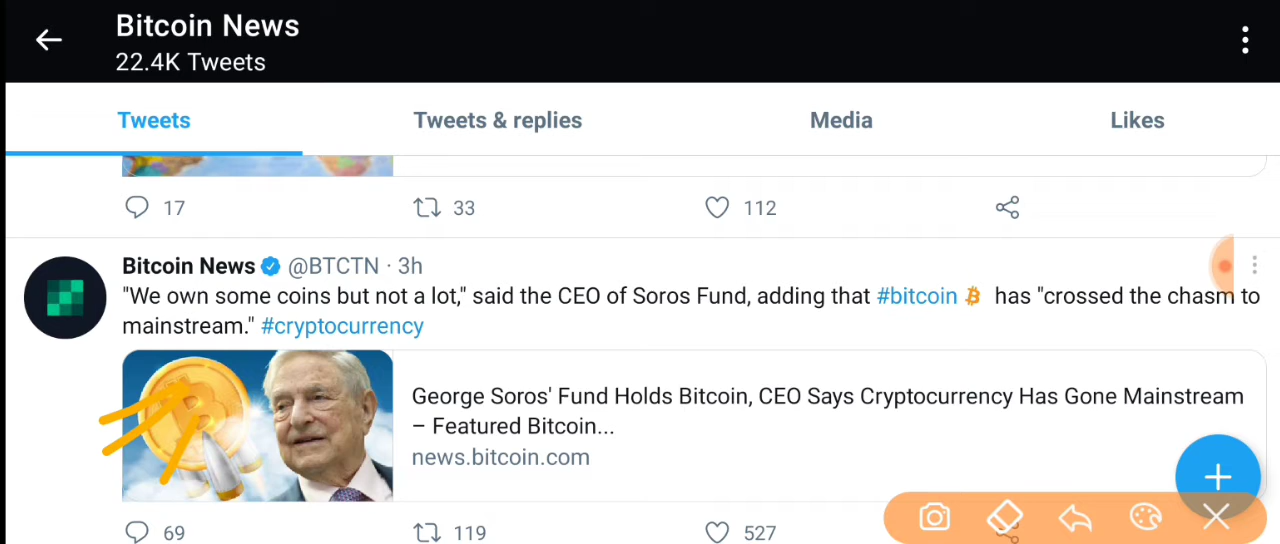 Bitcoin News
22.4K Tweets
Tweets Tweets & replies Media Likes
17 33 112
Bitcoin News @BTCTN · 3h
"We own some coins but not a lot," said the CEO of Soros Fund, adding that #bitcoin has "crossed the chasm to
mainstream." #cryptocurrency
George Soros' Fund Holds Bitcoin, CEO Says Cryptocurrency Has Gone Mainstream
– Featured Bitcoin...
news.bitcoin.com
69 119 527